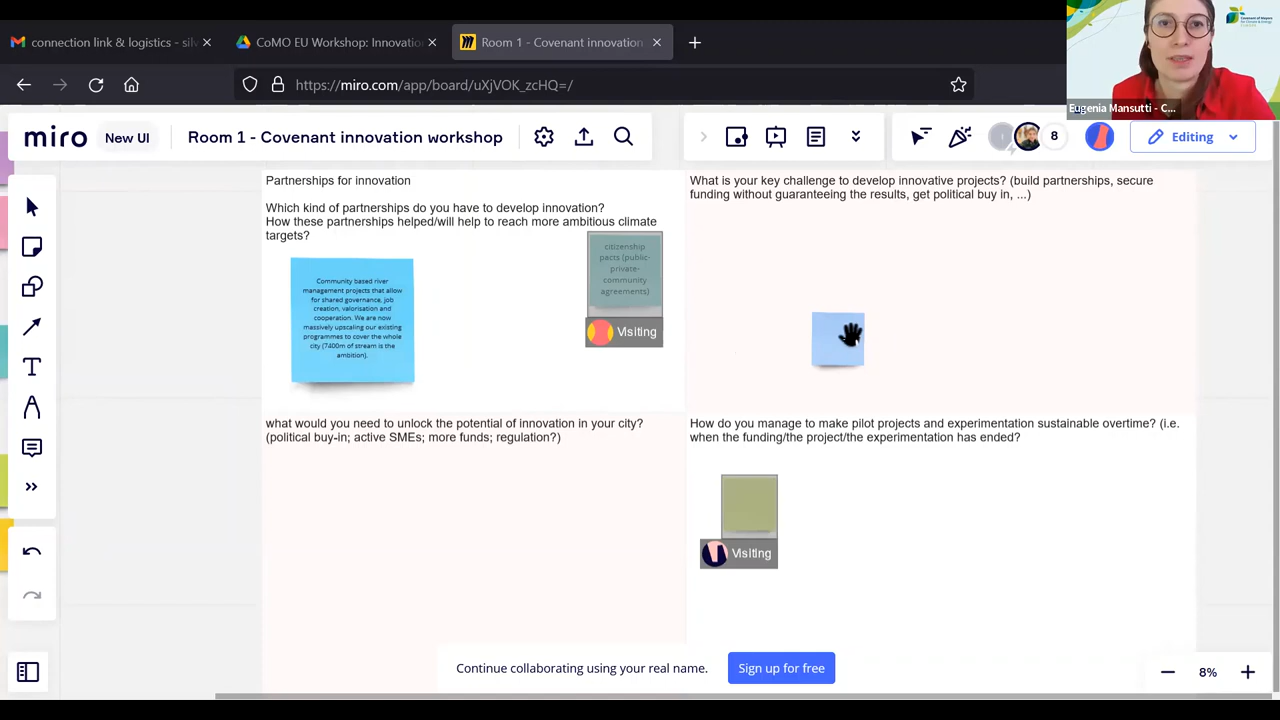 connection link & logistics - silv
CoMO EU Workshop: Innovatio
Room 1 - Covenant innovation
https://miro.com/app/board/uXjVOK_zcHQ=/
Eugenia Mansutti - C...
miro
New UI
Room 1 - Covenant innovation workshop
8
Editing
Partnerships for innovation
Which kind of partnerships do you have to develop innovation?
How these partnerships helped/will help to reach more ambitious climate
targets?
Community based river
management projects that allow
for shared governance, job
creation, valorisation and
cooperation. We are now
massively upscaling our existing
programmes to cover the whole
city (7400m of stream is the
ambition).
citizenship
pacts (public-
private-
community
agreements)
Visiting
What is your key challenge to develop innovative projects? (build partnerships, secure
funding without guaranteeing the results, get political buy in, ...)
what would you need to unlock the potential of innovation in your city?
(political buy-in; active SMEs; more funds; regulation?)
How do you manage to make pilot projects and experimentation sustainable overtime? (i.e.
when the funding/the project/the experimentation has ended?
Visiting
Continue collaborating using your real name.
Sign up for free
8%